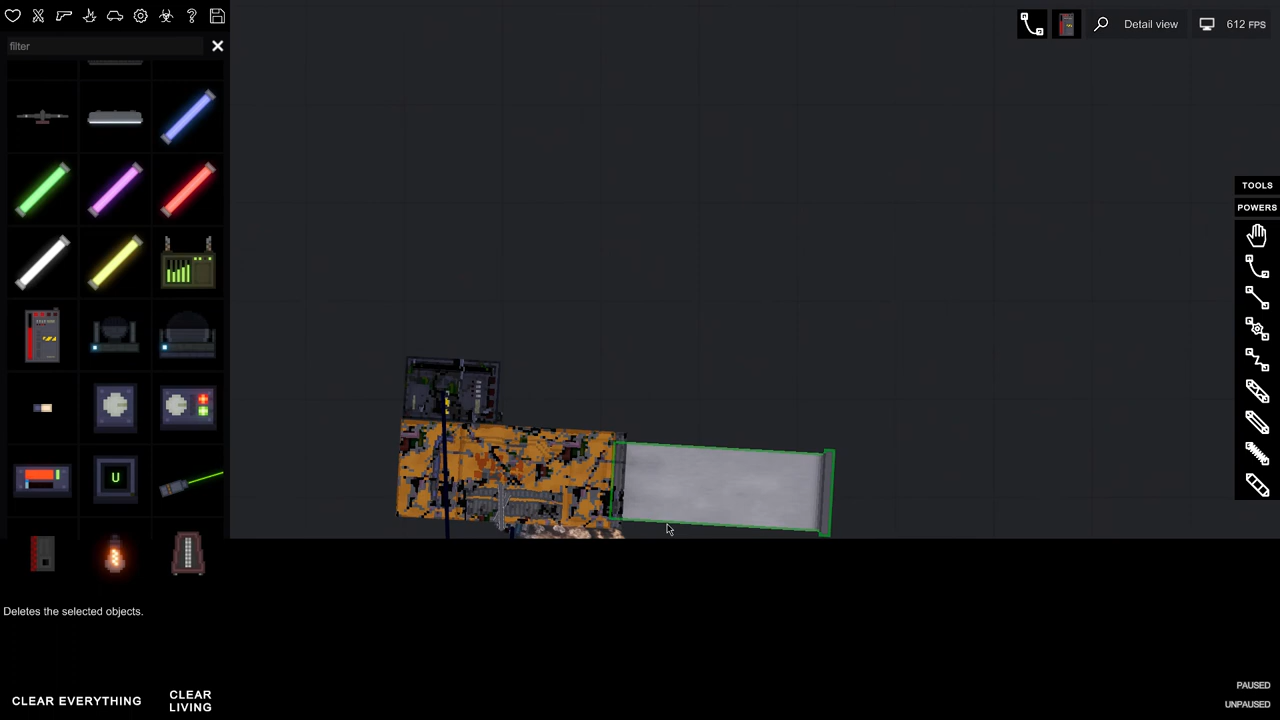 filter
Detail view
612 FPS
TOOLS
POWERS
U
Deletes the selected objects.
CLEAR EVERYTHING
CLEAR
LIVING
PAUSED
UNPAUSED